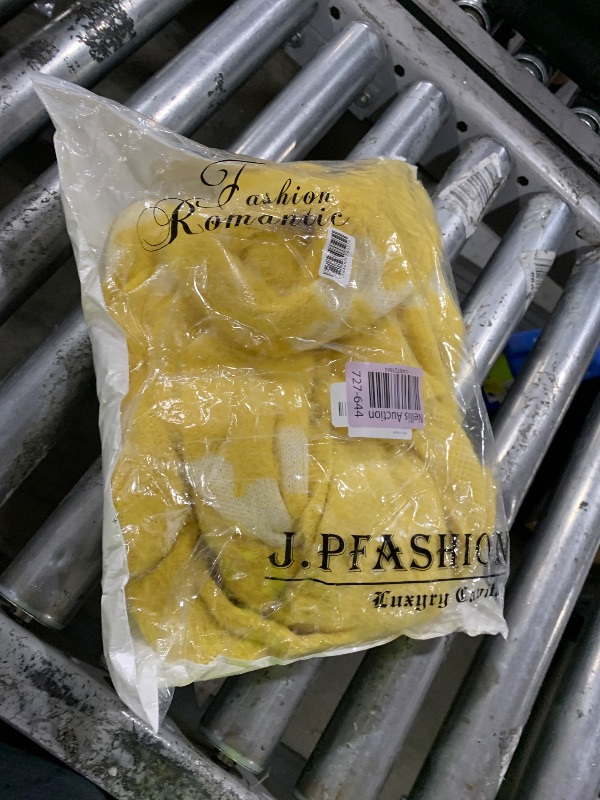 Fashion
Romantic
Nellis Auction
727-644
J.PFASHION
Luxyry